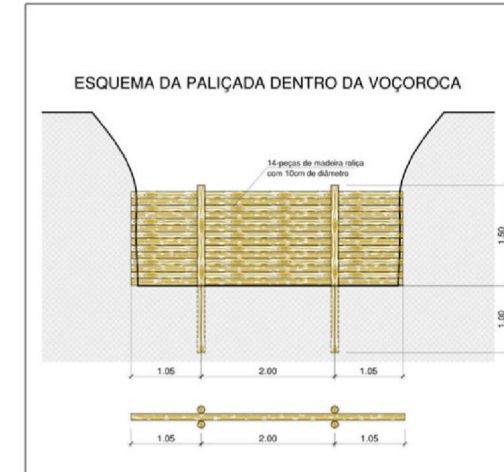 ESQUEMA DA PALIÇADA DENTRO DA VOÇOROCA
14-peças de madeira roliça
com 10cm de diâmetro
1.50
1.00
1.05 2.00 1.05
1.05 2.00 1.05